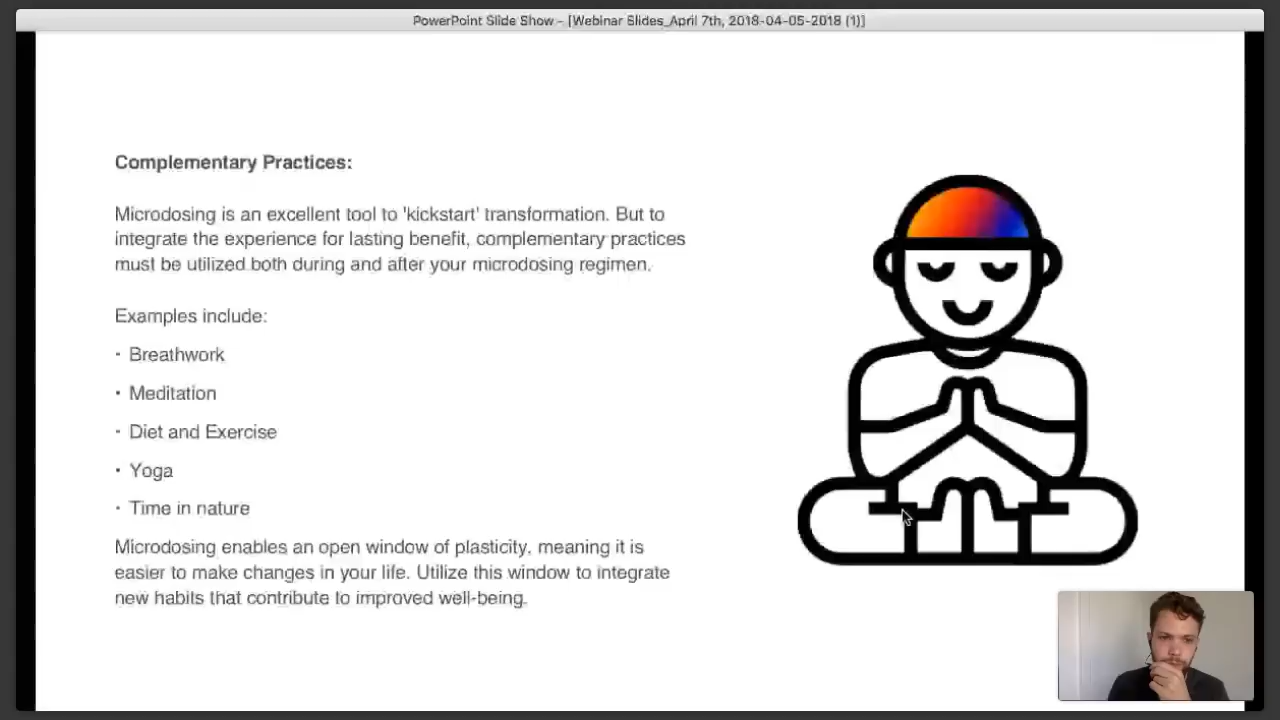 PowerPoint Slide Show - [Webinar Slides_April 7th, 2018-04-05-2018 (1)]
Complementary Practices:
Microdosing is an excellent tool to 'kickstart' transformation. But to
integrate the experience for lasting benefit, complementary practices
must be utilized both during and after your microdosing regimen.
Examples include:
· Breathwork
· Meditation
· Diet and Exercise
· Yoga
· Time in nature
Microdosing enables an open window of plasticity, meaning it is
easier to make changes in your life. Utilize this window to integrate
new habits that contribute to improved well-being.